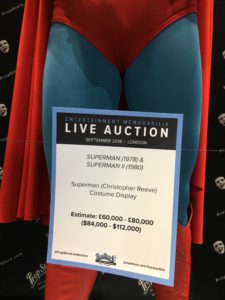 ENTERTAINMENT MEMORABILIA
LIVE AUCTION
SEPTEMBER 2018 | LONDON
SUPERMAN (1978) &
SUPERMAN II (1980)
Superman (Christopher Reeve)
Costume Display
Estimate: £60,000 - £80,000
($84,000 - $112,000)